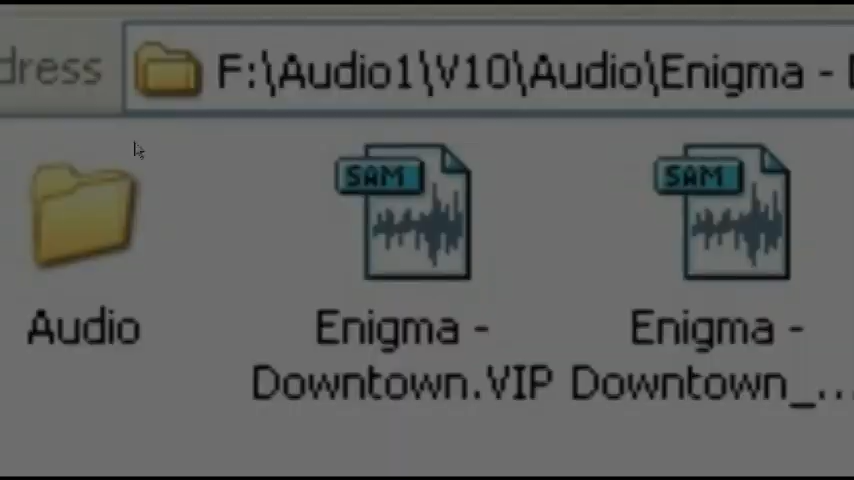 dress F:\Audio1\V10\Audio\Enigma -
SAM SAM
Audio Enigma - Enigma -
Downtown.VIP Downtown_...